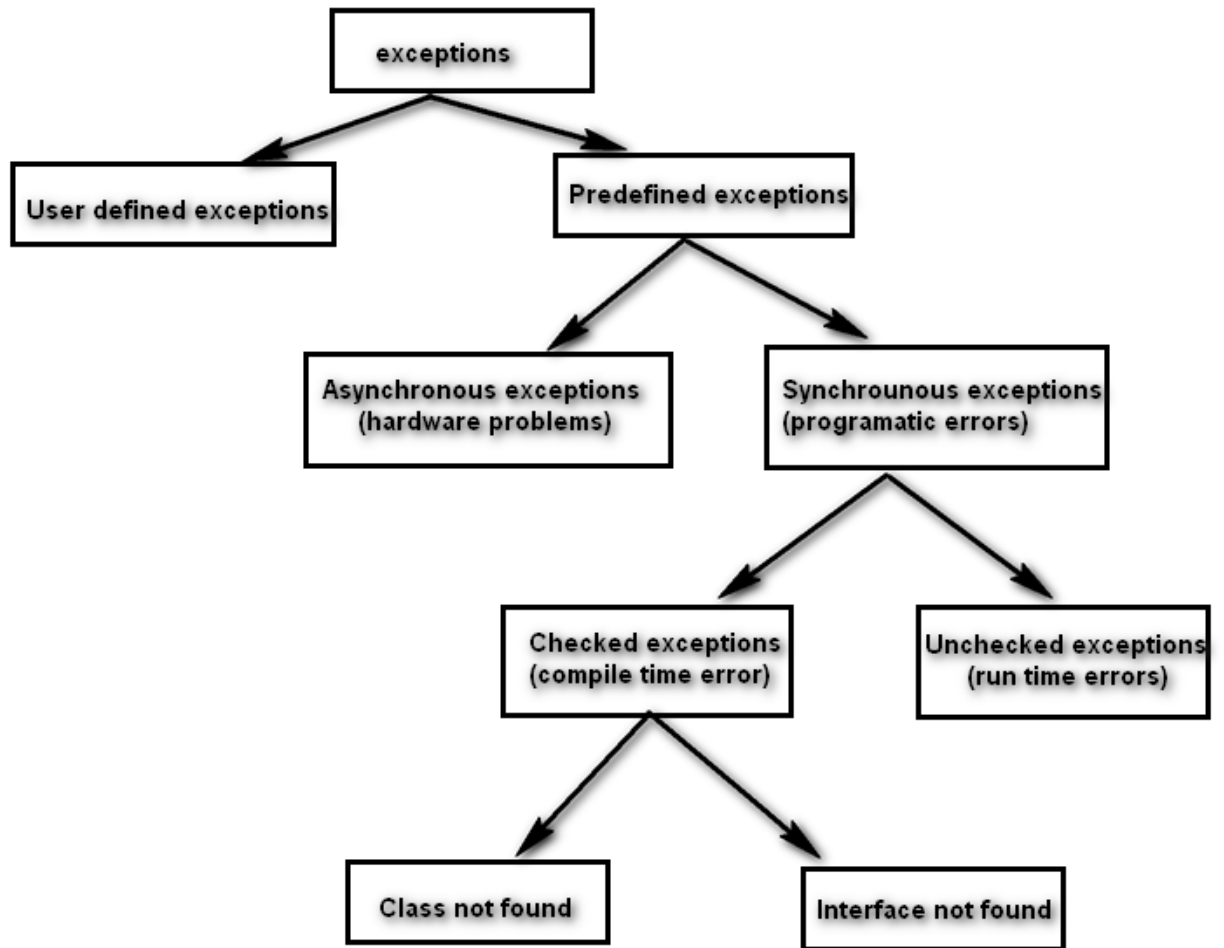 exceptions
User defined exceptions
Predefined exceptions
Asynchronous exceptions
(hardware problems)
Synchrounous exceptions
(programatic errors)
Checked exceptions
(compile time error)
Unchecked exceptions
(run time errors)
Class not found
Interface not found